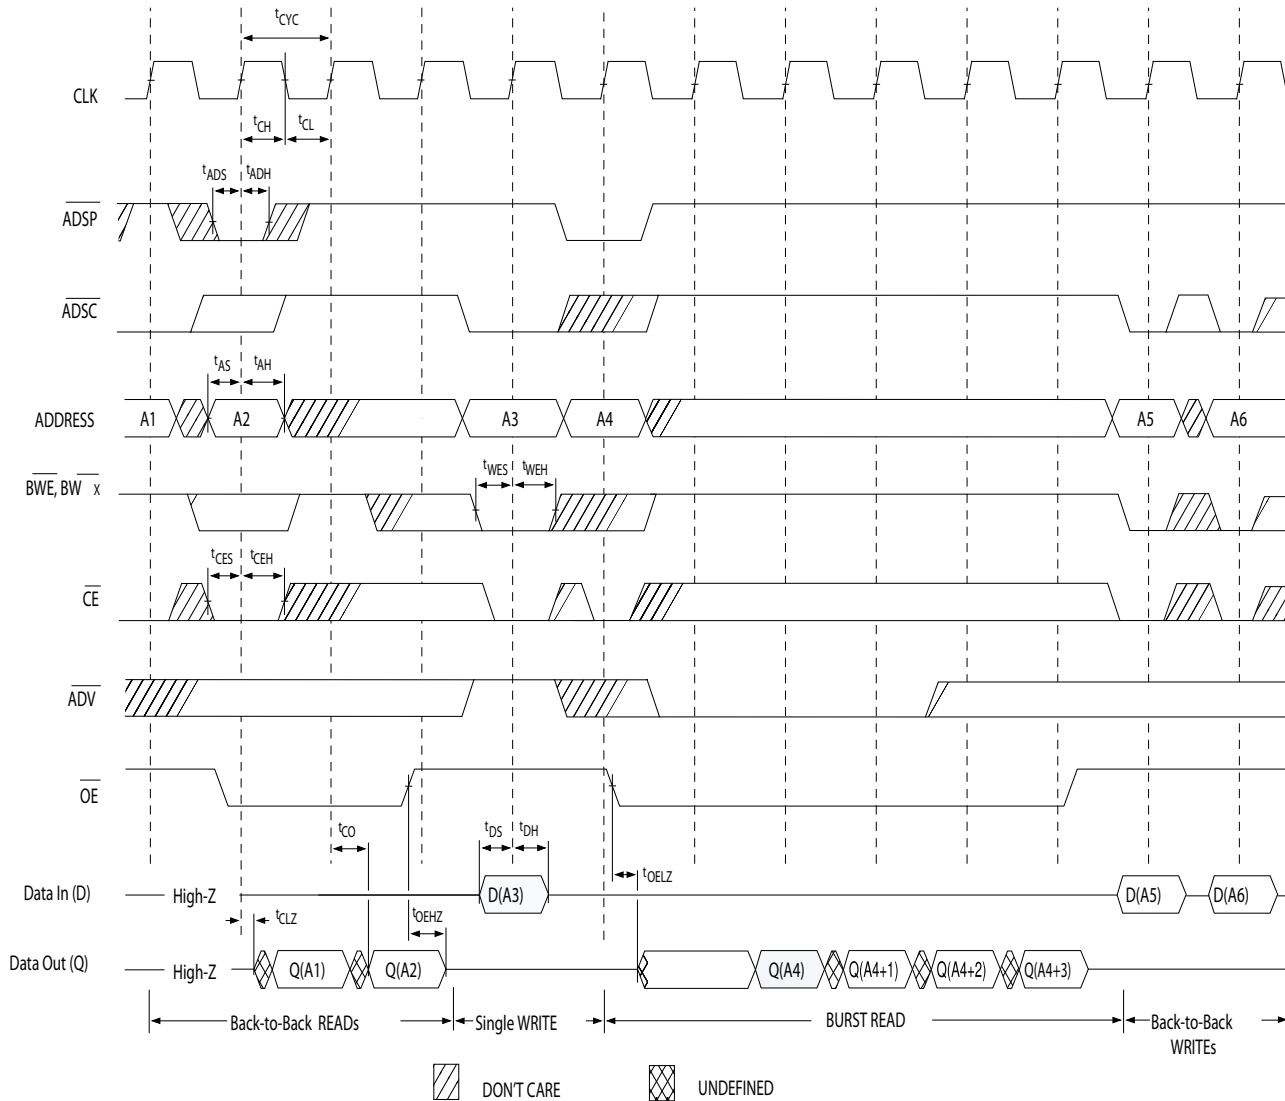 tCYC
CLK
tCH
tCL
tADS
tADH
ADSP
ADSC
tAS
tAH
ADDRESS
A1
A2
A3
A4
A5
A6
tWES
tWEH
BWE, BW x
tCES
tCEH
CE
ADV
OE
tCO
tDS
tDH
tOELZ
Data In (D)
High-Z
D(A3)
D(A5)
D(A6)
tCLZ
tOEHZ
Data Out (Q)
High-Z
Q(A1)
Q(A2)
Q(A4)
Q(A4+1)
Q(A4+2)
Q(A4+3)
Back-to-Back READs
Single WRITE
BURST READ
Back-to-Back
WRITEs
DON'T CARE
UNDEFINED